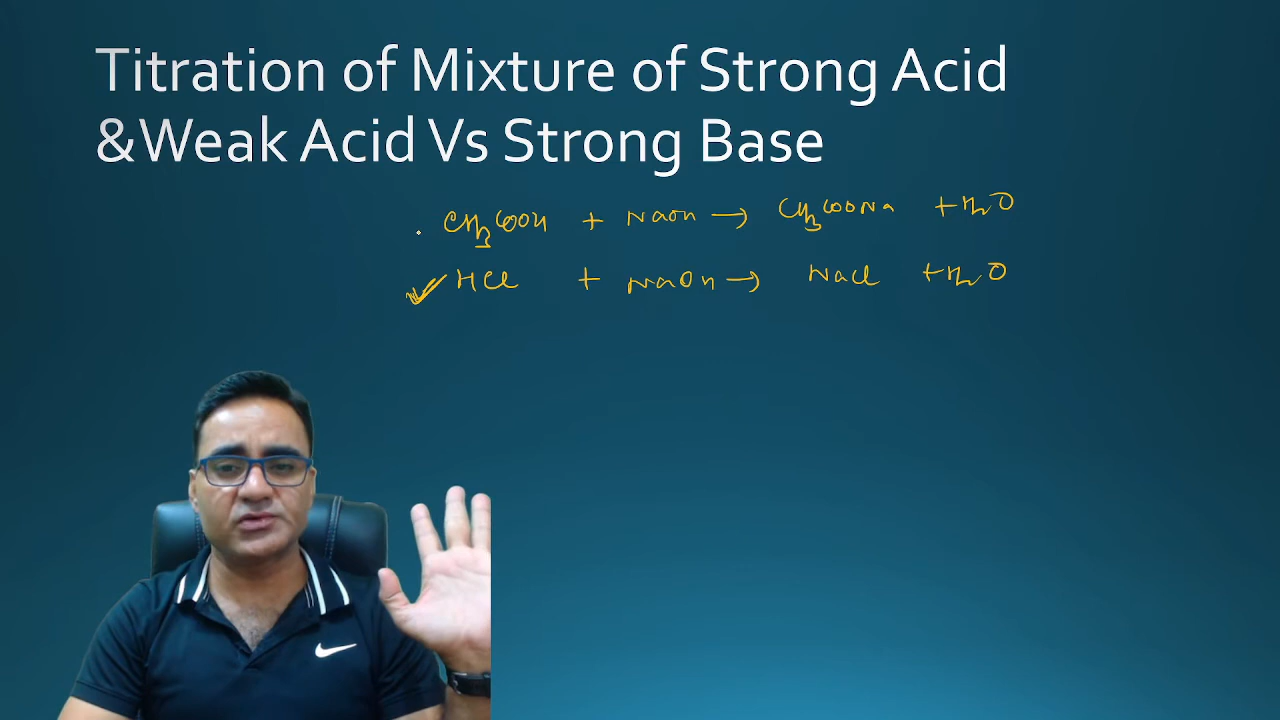 Titration of Mixture of Strong Acid
&Weak Acid Vs Strong Base
CH3COOH + NaOH → CH3COONa + H2O
HCl + NaOH → NaCl + H2O